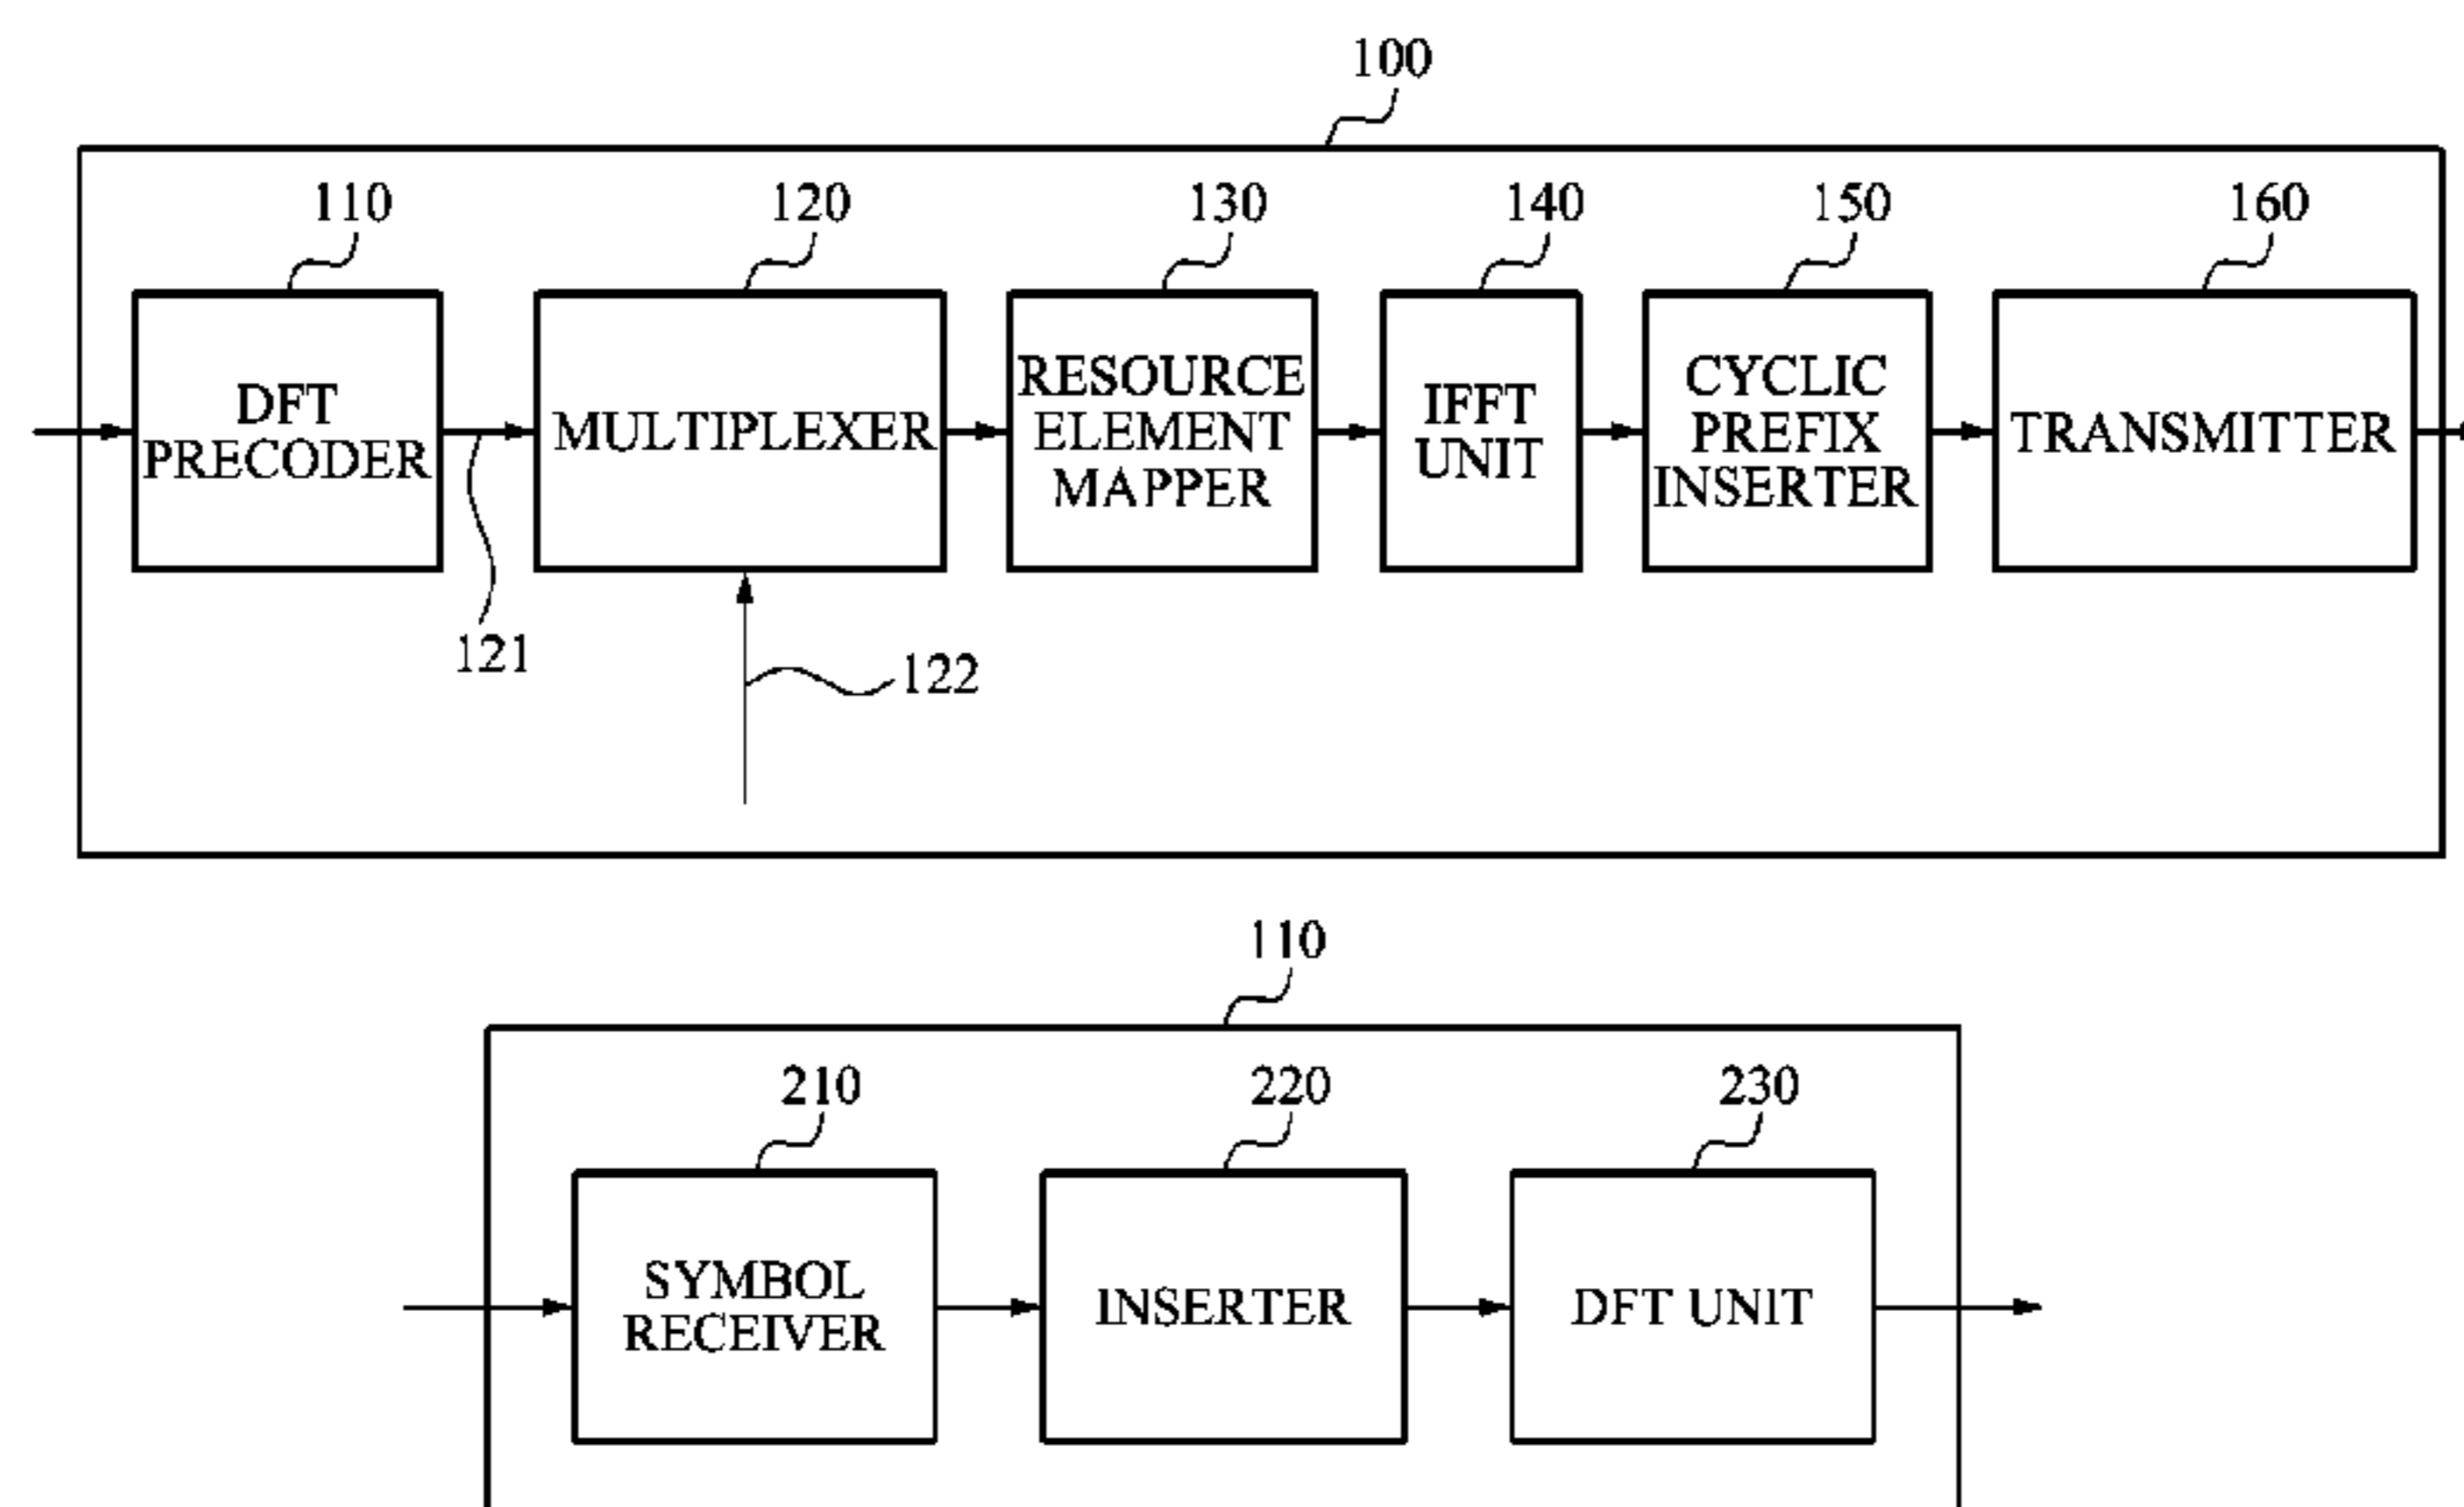 100
110
120
130
140
150
160
DFT
PRECODER
MULTIPLEXER
RESOURCE
ELEMENT
MAPPER
IFFT
UNIT
CYCLIC
PREFIX
INSERTER
TRANSMITTER
121
122
110
210
220
230
SYMBOL
RECEIVER
INSERTER
DFT UNIT